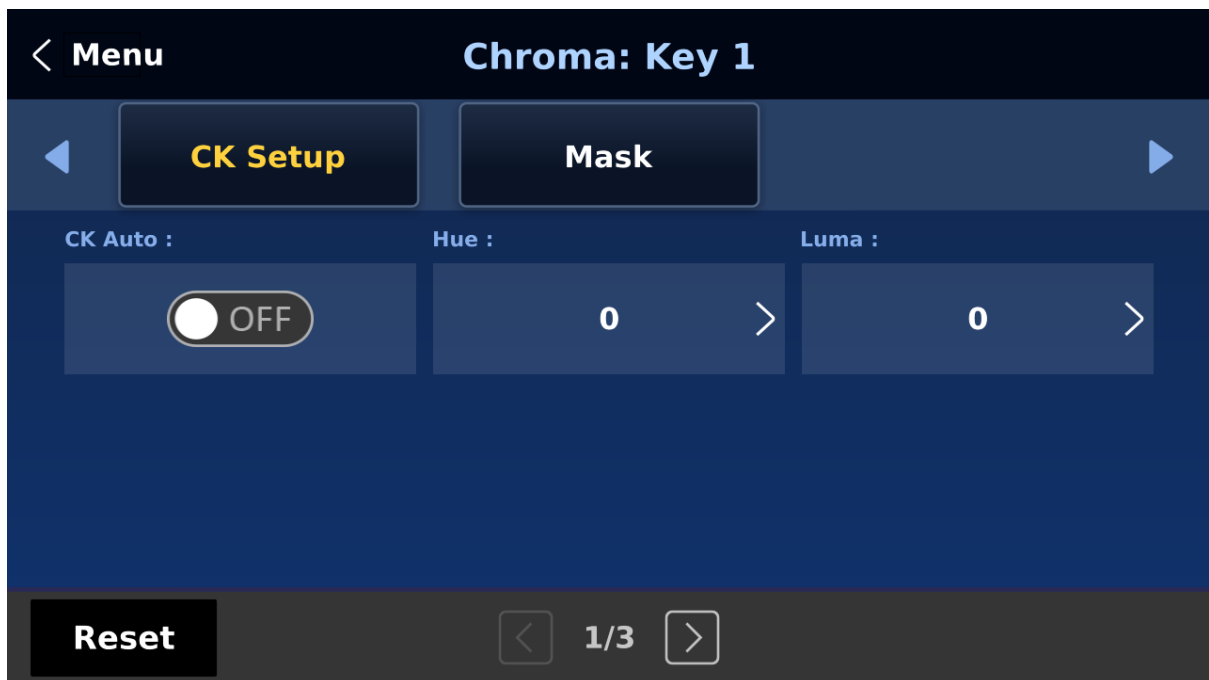 Menu
Chroma: Key 1
CK Setup
Mask
CK Auto :
Hue :
Luma :
OFF
0
0
Reset
1/3